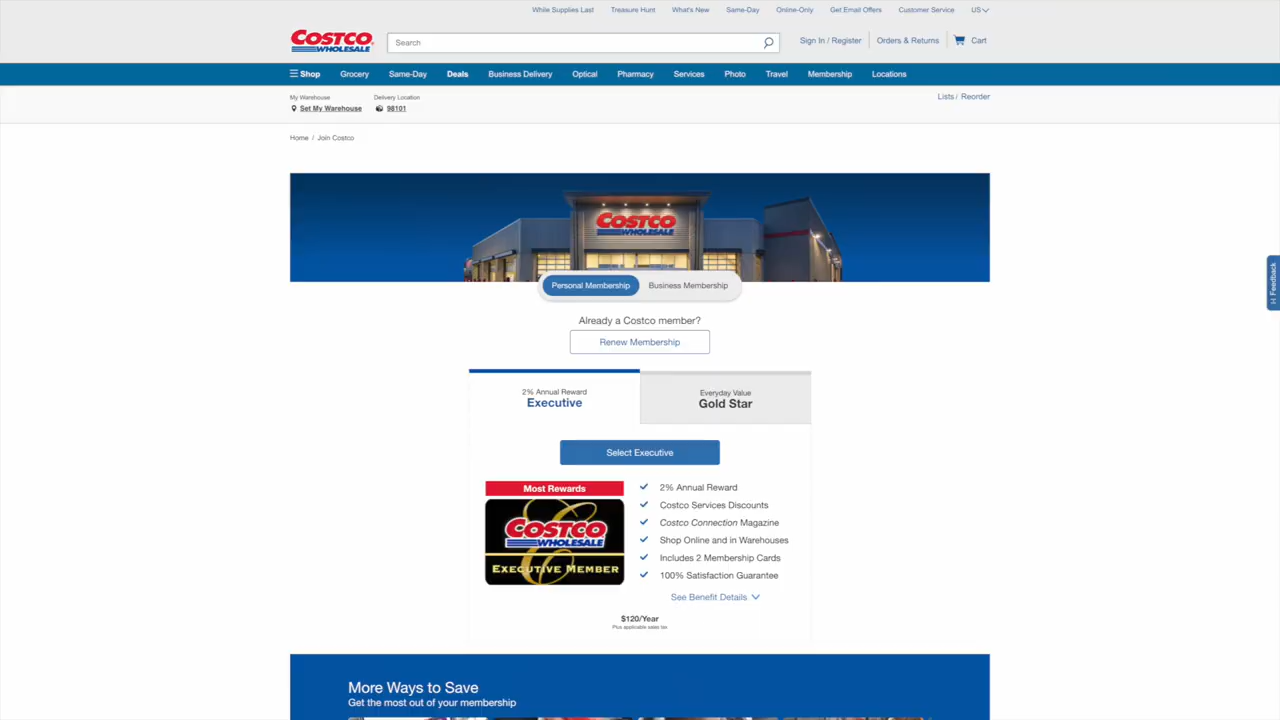 While Supplies Last Treasure Hunt What's New Same-Day Online-Only Get Email Offers Customer Service US
COSTCO WHOLESALE
Search
Sign In / Register Orders & Returns Cart
Shop Grocery Same-Day Deals Business Delivery Optical Pharmacy Services Photo Travel Membership Locations
My Warehouse Delivery Location
Set My Warehouse 98101
Lists / Reorder
Home / Join Costco
COSTCO WHOLESALE
Feedback
Personal Membership Business Membership
Already a Costco member?
Renew Membership
2% Annual Reward
Executive
Everyday Value
Gold Star
Select Executive
Most Rewards
COSTCO WHOLESALE
EXECUTIVE MEMBER
2% Annual Reward
Costco Services Discounts
Costco Connection Magazine
Shop Online and in Warehouses
Includes 2 Membership Cards
100% Satisfaction Guarantee
See Benefit Details
$120/Year
Plus applicable sales tax
More Ways to Save
Get the most out of your membership